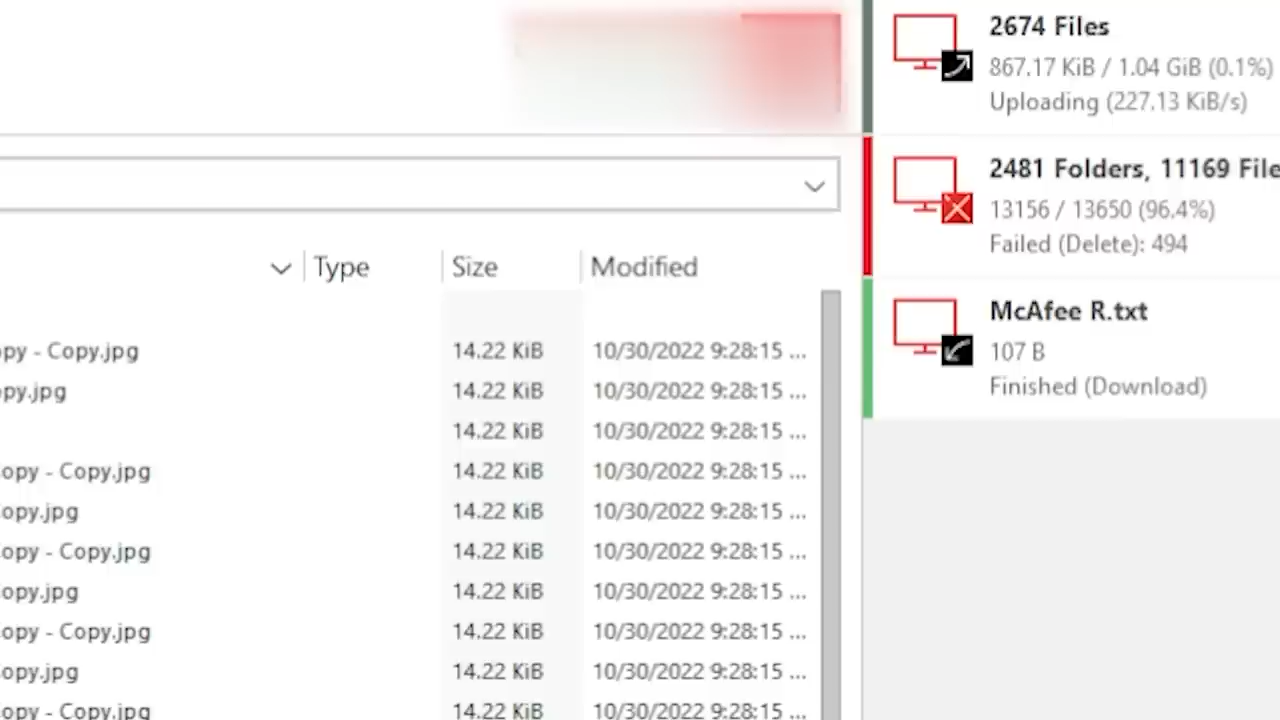 Type Size Modified
py - Copy.jpg 14.22 KiB 10/30/2022 9:28:15 ...
py.jpg 14.22 KiB 10/30/2022 9:28:15 ...
14.22 KiB 10/30/2022 9:28:15 ...
opy - Copy.jpg 14.22 KiB 10/30/2022 9:28:15 ...
opy.jpg 14.22 KiB 10/30/2022 9:28:15 ...
opy - Copy.jpg 14.22 KiB 10/30/2022 9:28:15 ...
opy.jpg 14.22 KiB 10/30/2022 9:28:15 ...
opy - Copy.jpg 14.22 KiB 10/30/2022 9:28:15 ...
opy.jpg 14.22 KiB 10/30/2022 9:28:15 ...
opy - Copy.jpg 14.22 KiB 10/30/2022 9:28:15 ...
2674 Files
867.17 KiB / 1.04 GiB (0.1%)
Uploading (227.13 KiB/s)
2481 Folders, 11169 File
13156 / 13650 (96.4%)
Failed (Delete): 494
McAfee R.txt
107 B
Finished (Download)